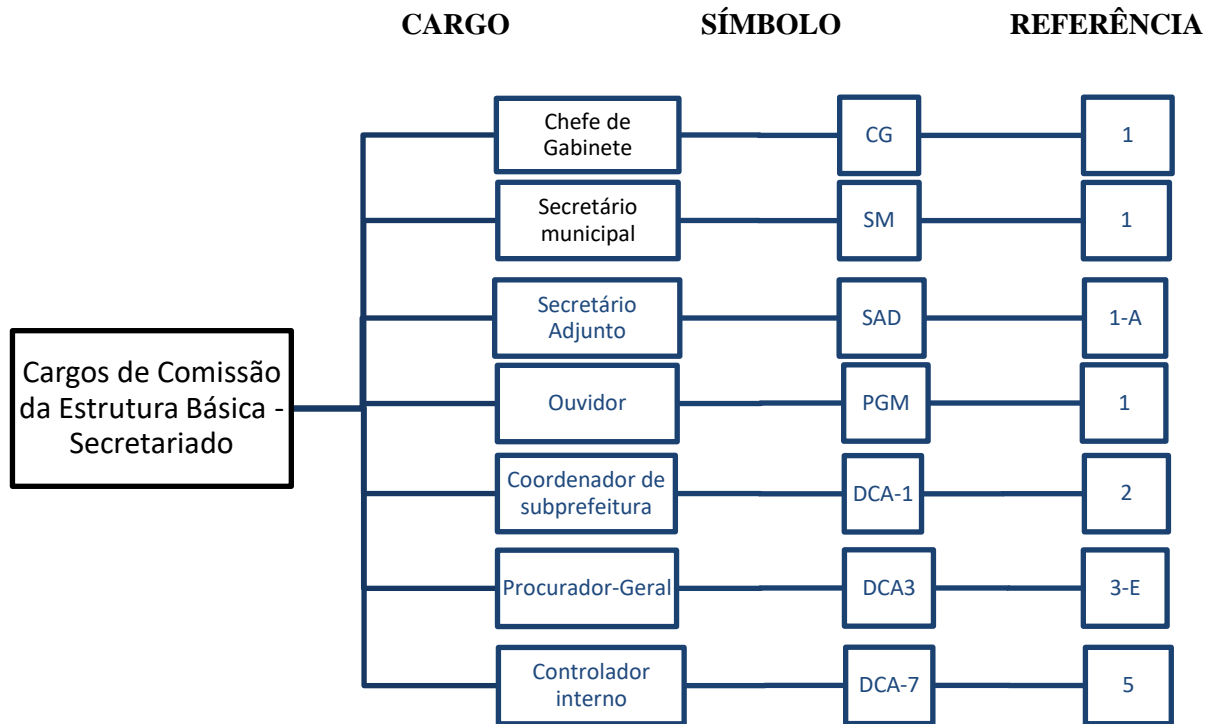 CARGO SÍMBOLO REFERÊNCIA
Cargos de Comissão
da Estrutura Básica -
Secretariado
Chefe de
Gabinete
CG
1
Secretário
municipal
SM
1
Secretário
Adjunto
SAD
1-A
Ouvidor
PGM
1
Coordenador de
subprefeitura
DCA-1
2
Procurador-Geral
DCA3
3-E
Controlador
interno
DCA-7
5